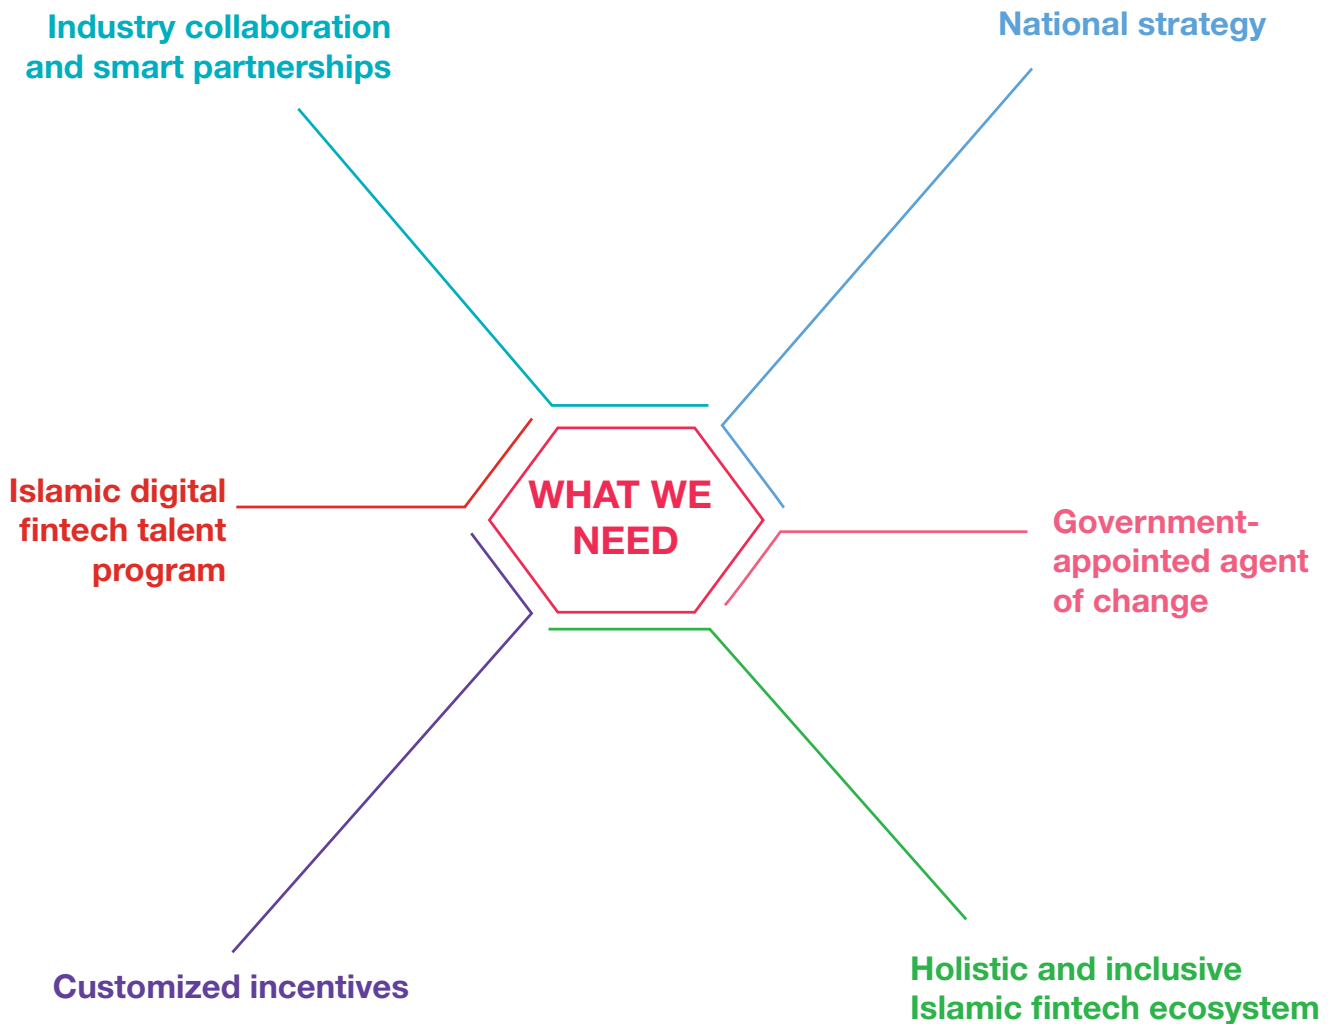 Industry collaboration
and smart partnerships
National strategy
Islamic digital
fintech talent
program
WHAT WE
NEED
Government-
appointed agent
of change
Customized incentives
Holistic and inclusive
Islamic fintech ecosystem